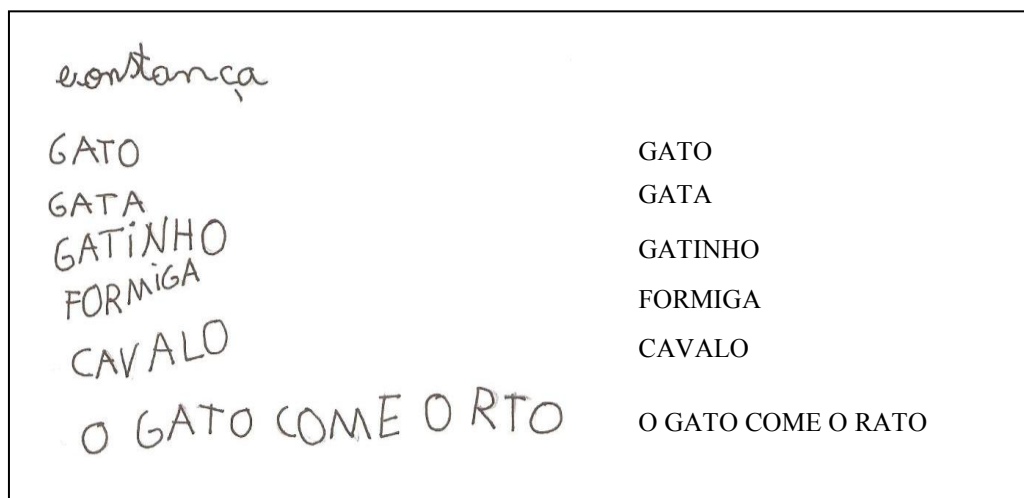 constança
GATO GATO
GATA GATA
GATiNHO GATINHO
FORMiGA FORMIGA
CAVALO CAVALO
O GATO COME O RTO O GATO COME O RATO